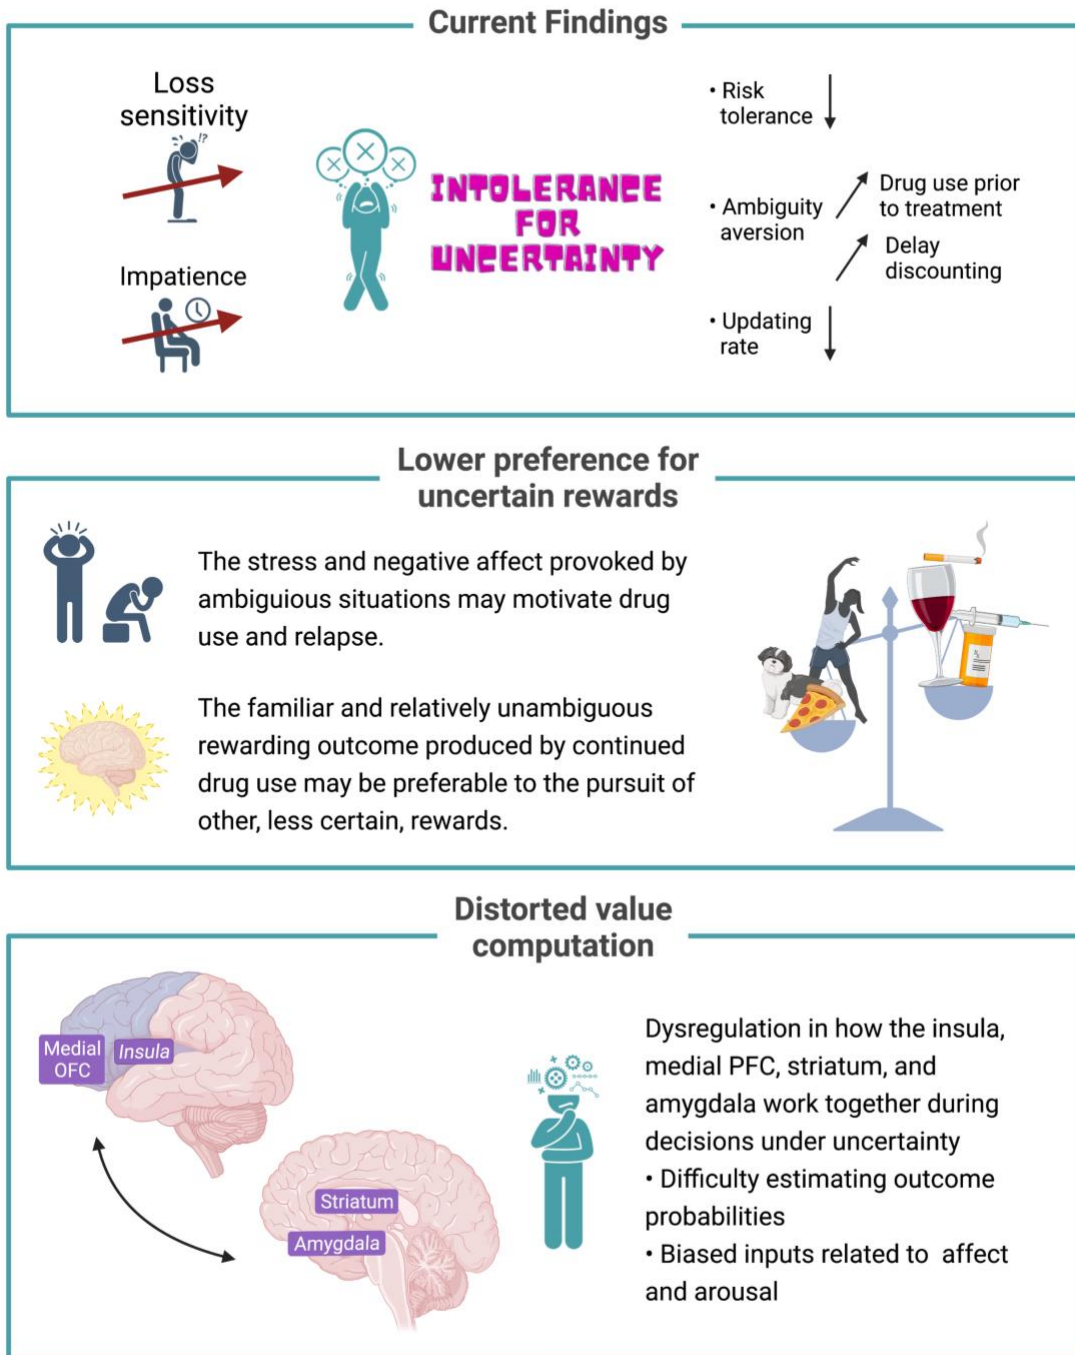 Current Findings
Loss
sensitivity
!?
Impatience
INTOLERANCE
FOR
UNCERTAINTY
• Risk
tolerance
• Ambiguity
aversion
Drug use prior
to treatment
Delay
discounting
• Updating
rate
Lower preference for
uncertain rewards
The stress and negative affect provoked by
ambiguious situations may motivate drug
use and relapse.
The familiar and relatively unambiguous
rewarding outcome produced by continued
drug use may be preferable to the pursuit of
other, less certain, rewards.
Distorted value
computation
Medial
OFC
Insula
Striatum
Amygdala
Dysregulation in how the insula,
medial PFC, striatum, and
amygdala work together during
decisions under uncertainty
• Difficulty estimating outcome
probabilities
• Biased inputs related to affect
and arousal